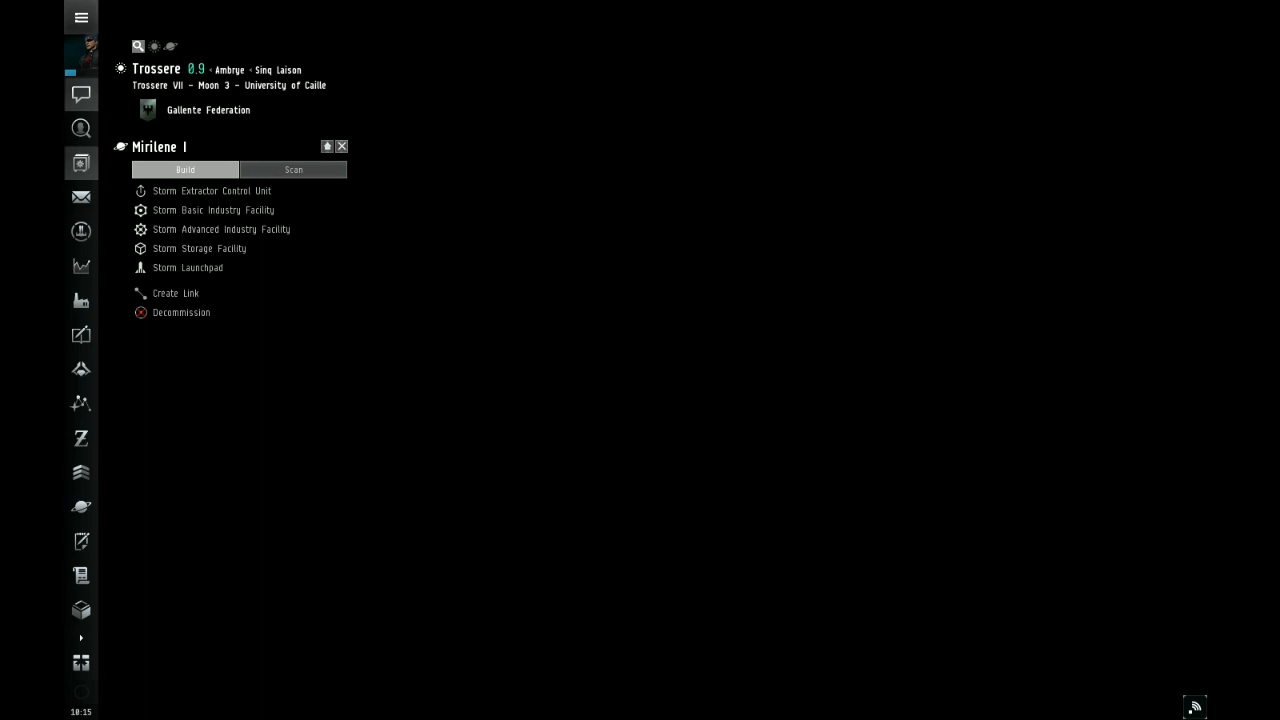 Trossere 0.9 < Ambrye < Sinq Laison
Trossere VII - Moon 3 - University of Caille
Gallente Federation
Mirilene I
Build Scan
Storm Extractor Control Unit
Storm Basic Industry Facility
Storm Advanced Industry Facility
Storm Storage Facility
Storm Launchpad
Create Link
Decommission
10:15